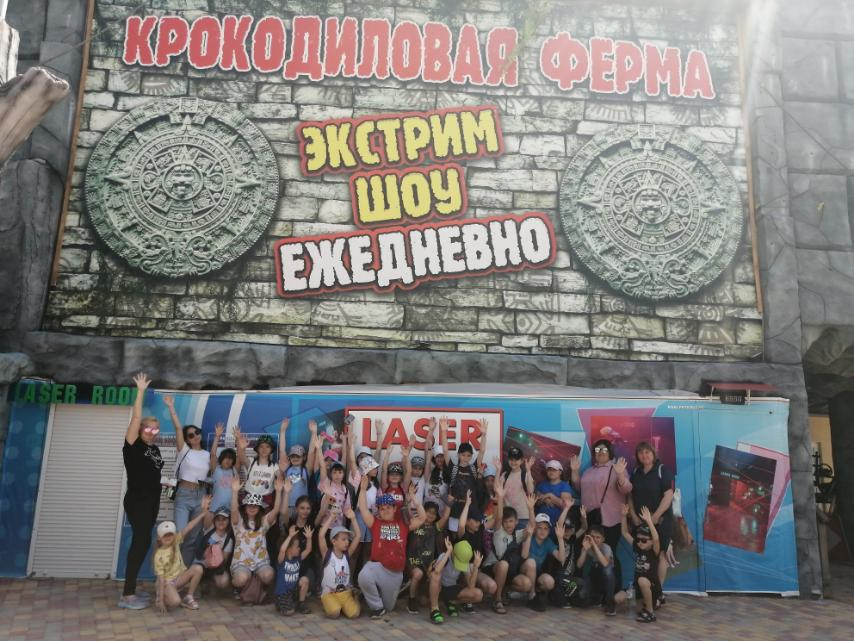 КРОКОДИЛОВАЯ ФЕРМА
ЭКСТРИМ
ШОУ
ЕЖЕДНЕВНО
LASER ROOM
LASER